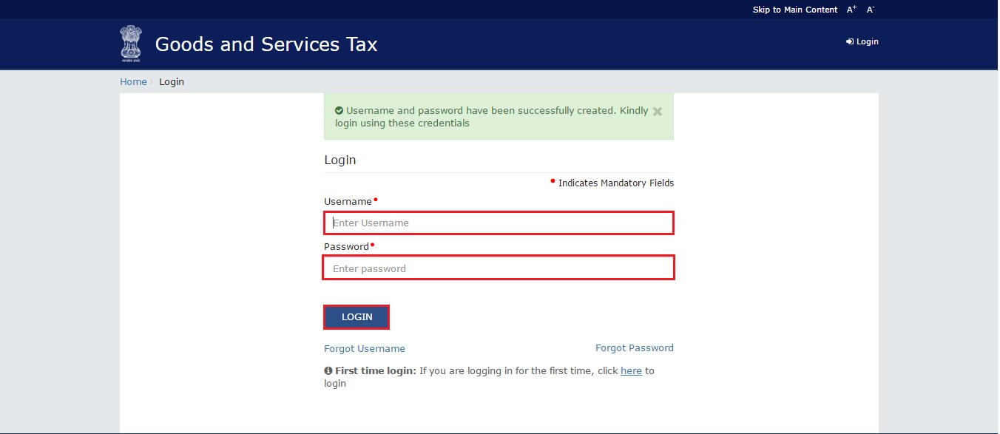 Skip to Main Content A+ A-
Goods and Services Tax
Login
Home › Login
Username and password have been successfully created. Kindly
login using these credentials
Login
• Indicates Mandatory Fields
Username•
Enter Username
Password•
Enter password
LOGIN
Forgot Username Forgot Password
First time login: If you are logging in for the first time, click here to
login